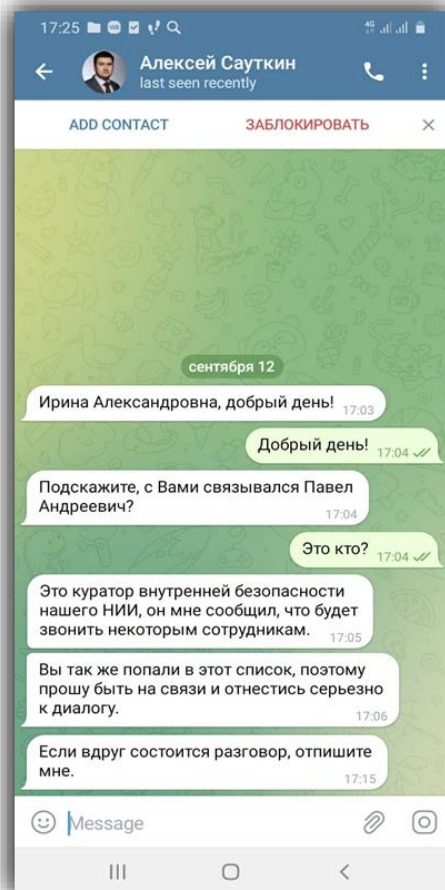 17:25
4G
Алексей Сауткин
last seen recently
ADD CONTACT ЗАБЛОКИРОВАТЬ
сентября 12
Ирина Александровна, добрый день! 17:03
Добрый день! 17:04
Подскажите, с Вами связывался Павел
Андреевич? 17:04
Это кто? 17:04
Это куратор внутренней безопасности
нашего НИИ, он мне сообщил, что будет
звонить некоторым сотрудникам. 17:05
Вы так же попали в этот список, поэтому
прошу быть на связи и отнестись серьезно
к диалогу. 17:06
Если вдруг состоится разговор, отпишите
мне. 17:15
Message